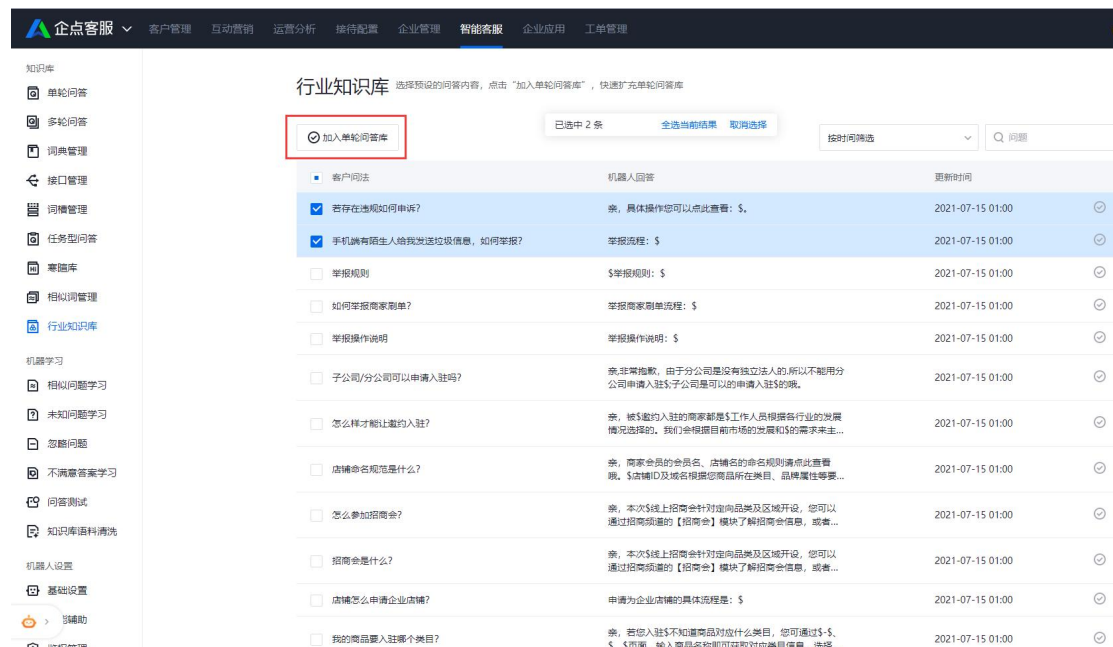 企点客服 客户管理 互动营销 运营分析 接待配置 企业管理 智能客服 企业应用 工单管理
知识库
单轮问答
多轮问答
词典管理
接口管理
词槽管理
任务型问答
寒暄库
相似词管理
行业知识库
机器学习
相似问题学习
未知问题学习
忽略问题
不满意答案学习
问答测试
知识库语料清洗
机器人设置
基础设置
能辅助
行业知识库 选择预设的问答内容，点击“加入单轮问答库”，快速扩充单轮问答库
加入单轮问答库 已选中 2 条 全选当前结果 取消选择 按时间筛选 问题
客户问法 机器人回答 更新时间
若存在违规如何申诉？ 亲，具体操作您可以点此查看：$。 2021-07-15 01:00
手机端有陌生人给我发送垃圾信息，如何举报？ 举报流程：$ 2021-07-15 01:00
举报规则 $举报规则：$ 2021-07-15 01:00
如何举报商家刷单？ 举报商家刷单流程：$ 2021-07-15 01:00
举报操作说明 举报操作说明：$ 2021-07-15 01:00
子公司/分公司可以申请入驻吗？ 亲,非常抱歉，由于分公司是没有独立法人的.所以不能用分 2021-07-15 01:00
公司申请入驻$;子公司是可以的申请入驻$的哦。
怎么样才能让邀约入驻？ 亲，被$邀约入驻的商家都是$工作人员根据各行业的发展 2021-07-15 01:00
情况选择的。我们会根据目前市场的发展和$的需求来主...
店铺命名规范是什么？ 亲，商家会员的会员名、店铺名的命名规则请点此查看 2021-07-15 01:00
哦。$店铺ID及域名根据您商品所在类目、品牌属性等要...
怎么参加招商会？ 亲，本次$线上招商会针对定向品类及区域开设，您可以 2021-07-15 01:00
通过招商频道的【招商会】模块了解招商会信息，或者...
招商会是什么？ 亲，本次$线上招商会针对定向品类及区域开设，您可以 2021-07-15 01:00
通过招商频道的【招商会】模块了解招商会信息，或者...
店铺怎么申请企业店铺？ 申请为企业店铺的具体流程是：$ 2021-07-15 01:00
我的商品要入驻哪个类目？ 亲，若您入驻$不知道商品对应什么类目，您可通过$-$、 2021-07-15 01:00